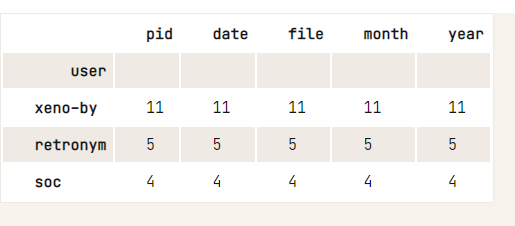 pid date file month year
user
xeno-by 11 11 11 11 11
retronym 5 5 5 5 5
soc 4 4 4 4 4